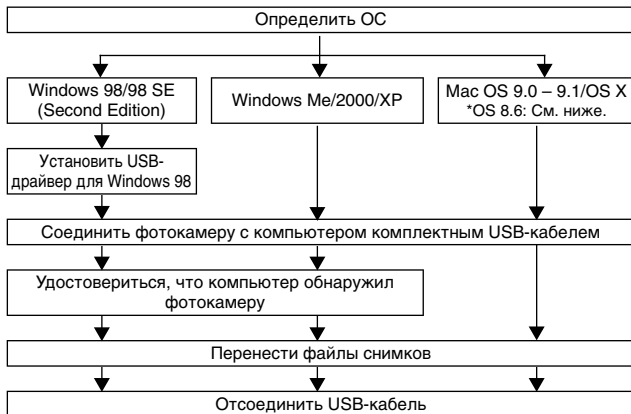 Определить ОС
Windows 98/98 SE
(Second Edition)
Windows Me/2000/XP
Mac OS 9.0 – 9.1/OS X
*OS 8.6: См. ниже.
Установить USB-
драйвер для Windows 98
Соединить фотокамеру с компьютером комплектным USB-кабелем
Удостовериться, что компьютер обнаружил
фотокамеру
Перенести файлы снимков
Отсоединить USB-кабель